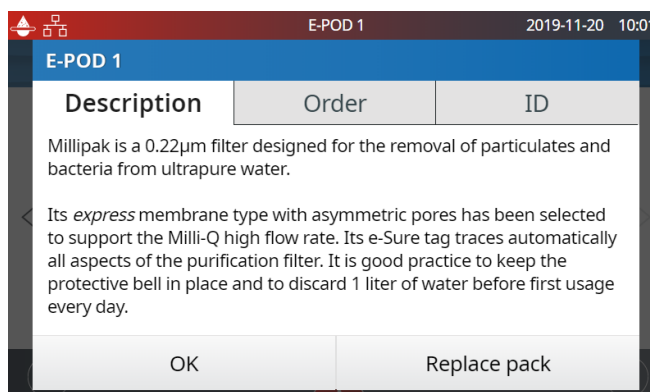 E-POD 1 2019-11-20 10:01
E-POD 1
Description Order ID
Millipak is a 0.22µm filter designed for the removal of particulates and
bacteria from ultrapure water.
Its express membrane type with asymmetric pores has been selected
to support the Milli-Q high flow rate. Its e-Sure tag traces automatically
all aspects of the purification filter. It is good practice to keep the
protective bell in place and to discard 1 liter of water before first usage
every day.
OK Replace pack